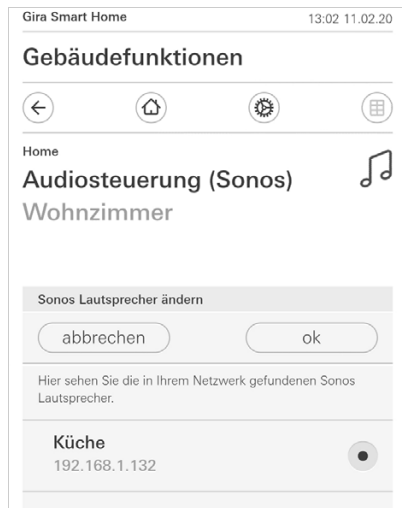 Gira Smart Home 13:02 11.02.20
Gebäudefunktionen
Home
Audiosteuerung (Sonos)
Wohnzimmer
Sonos Lautsprecher ändern
abbrechen ok
Hier sehen Sie die in Ihrem Netzwerk gefundenen Sonos
Lautsprecher.
Küche
192.168.1.132